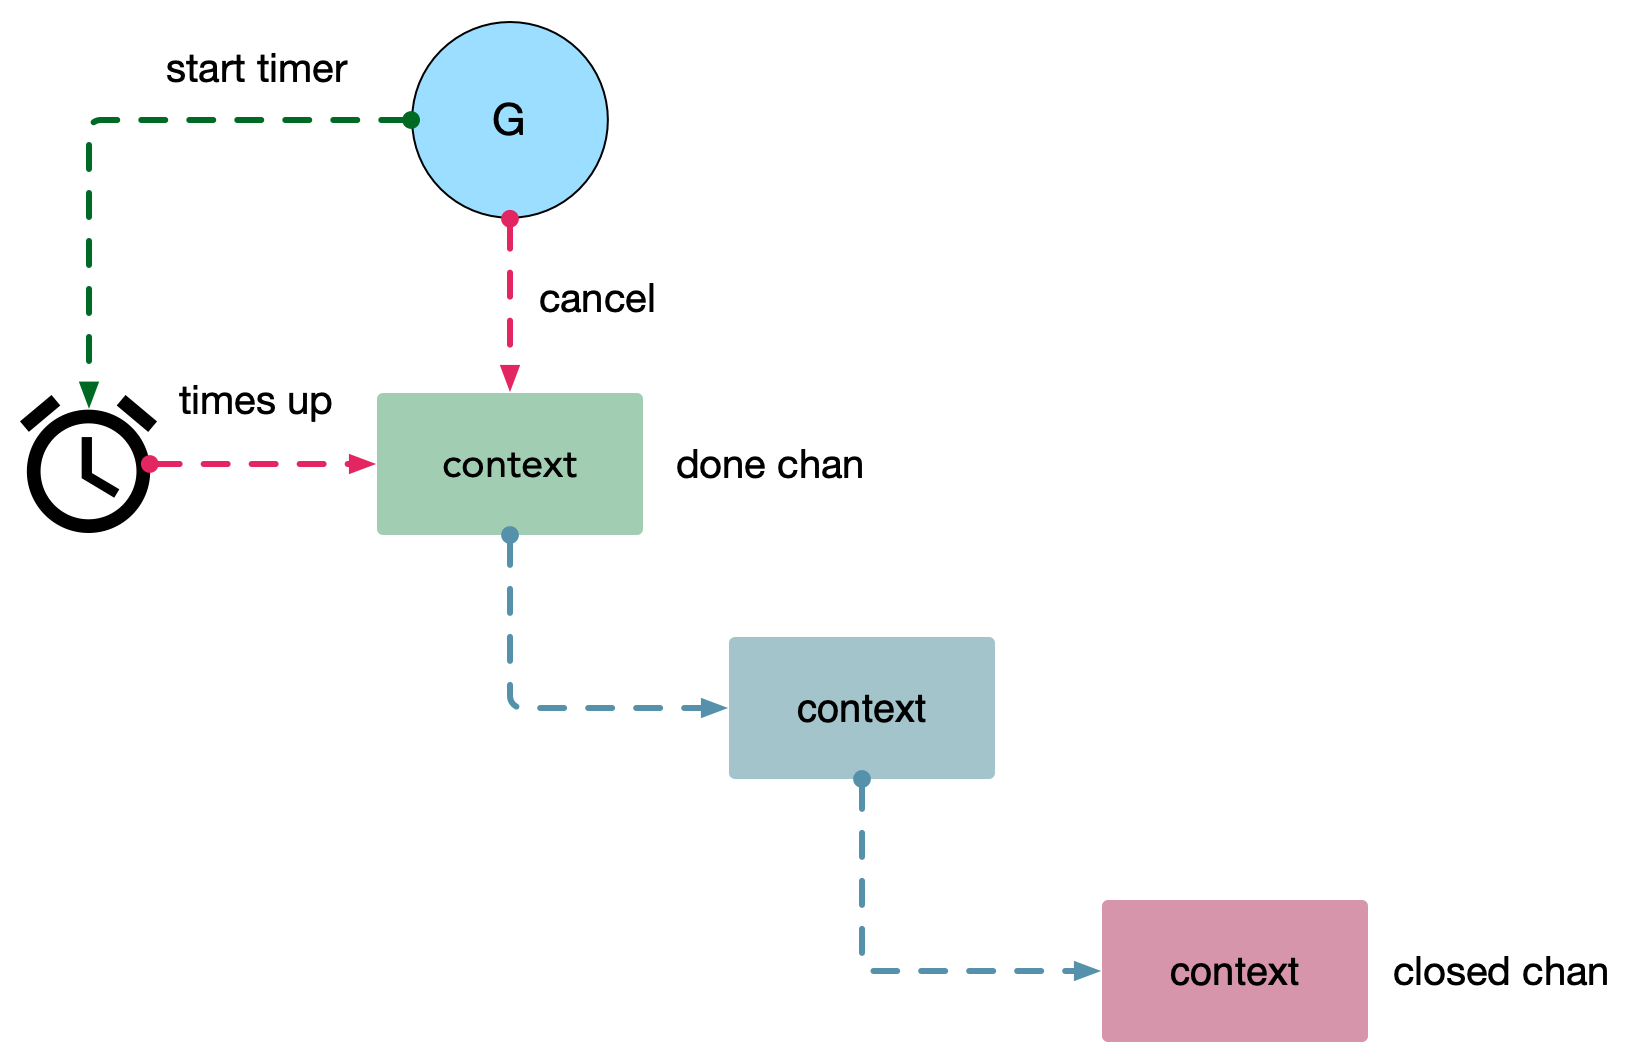 start timer
G
cancel
times up
context
done chan
context
context
closed chan